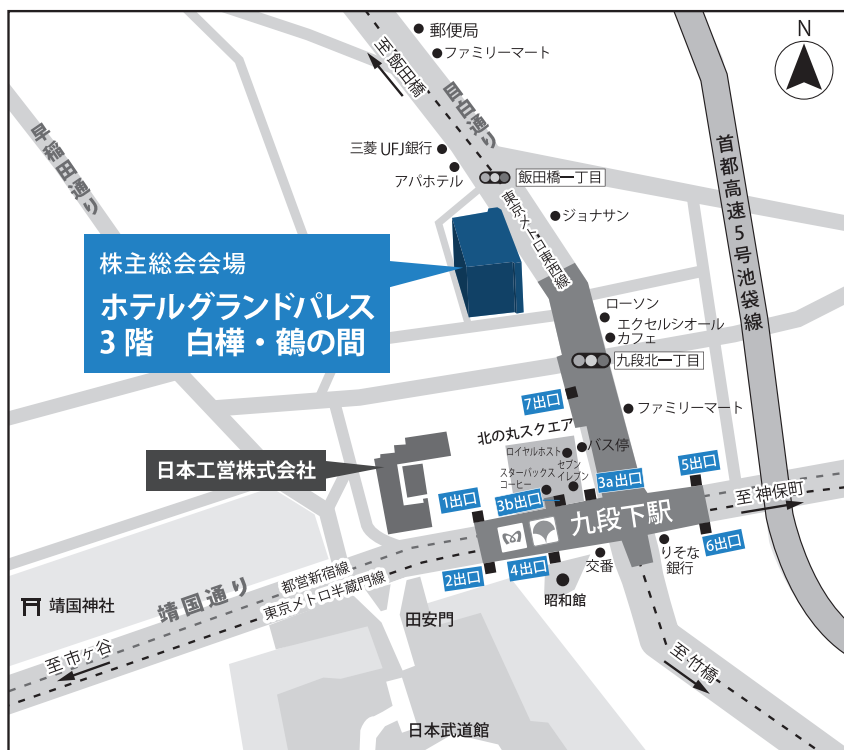 郵便局
ファミリーマート
N
至飯田橋
目白通り
早稲田通り
三菱UFJ銀行
アパホテル
飯田橋一丁目
首都高速5号池袋線
東京メトロ東西線
ジョナサン
株主総会会場
ホテルグランドパレス
3階 白樺・鶴の間
ローソン
エクセルシオール
カフェ
九段北一丁目
7出口
ファミリーマート
北の丸スクエア
バス停
ロイヤルホスト
セブン
イレブン
スターバックス
コーヒー
日本工営株式会社
1出口
3b出口
3a出口
5出口
至神保町
九段下駅
6出口
2出口
4出口
交番
りそな
銀行
昭和館
都営新宿線
東京メトロ半蔵門線
靖国通り
靖国神社
田安門
至市ヶ谷
至竹橋
日本武道館